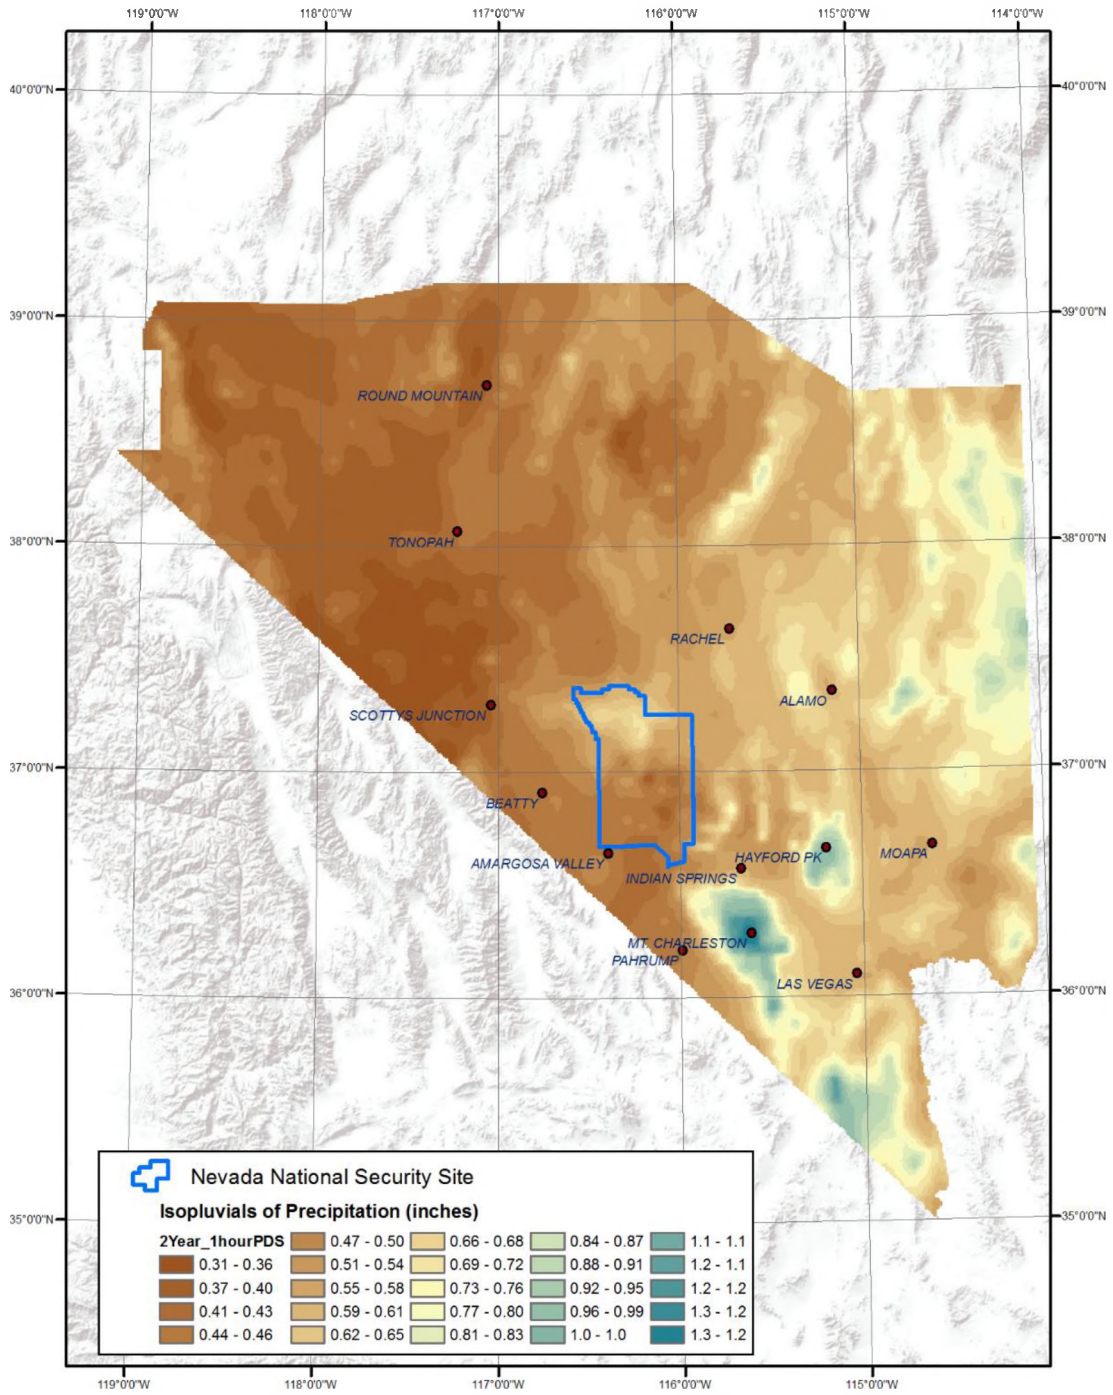 119°0'0"W 118°0'0"W 117°0'0"W 116°0'0"W 115°0'0"W 114°0'0"W
40°0'0"N 40°0'0"N
39°0'0"N 39°0'0"N
ROUND MOUNTAIN
38°0'0"N 38°0'0"N
TONOPAH
RACHEL
ALAMO
SCOTTYS JUNCTION
37°0'0"N 37°0'0"N
BEATTY
HAYFORD PK MOAPA
AMARGOSA VALLEY
INDIAN SPRINGS
MT. CHARLESTON
PAHRUMP
LAS VEGAS
36°0'0"N 36°0'0"N
Nevada National Security Site
Isopluvials of Precipitation (inches)
2Year_1hourPDS 0.47 - 0.50 0.66 - 0.68 0.84 - 0.87 1.1 - 1.1
0.31 - 0.36 0.51 - 0.54 0.69 - 0.72 0.88 - 0.91 1.2 - 1.1
0.37 - 0.40 0.55 - 0.58 0.73 - 0.76 0.92 - 0.95 1.2 - 1.2
0.41 - 0.43 0.59 - 0.61 0.77 - 0.80 0.96 - 0.99 1.3 - 1.2
0.44 - 0.46 0.62 - 0.65 0.81 - 0.83 1.0 - 1.0 1.3 - 1.2
35°0'0"N 35°0'0"N
119°0'0"W 118°0'0"W 117°0'0"W 116°0'0"W 115°0'0"W